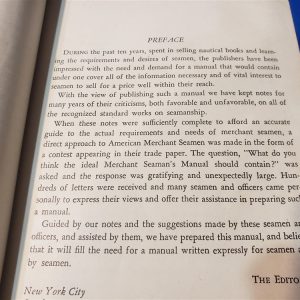 PREFACE
DURING the past ten years, spent in selling nautical books and learn-
ing the requirements and desires of seamen, the publishers have been
impressed with the need and demand for a manual that would contain
under one cover all of the information necessary and of vital interest to
seamen to sell for a price well within their reach.
With the view of publishing such a manual we have kept notes for
many years of their criticisms, both favorable and unfavorable, on all of
the recognized standard works on seamanship.
When these notes were sufficiently complete to afford an accurate
guide to the actual requirements and needs of merchant seamen, a
direct approach to American Merchant Seamen was made in the form of
a contest appearing in their trade paper. The question, "What do you
think the ideal Merchant Seaman's Manual should contain?" was
asked and the response was gratifying and unexpectedly large. Hun-
dreds of letters were received and many seamen and officers came per-
sonally to express their views and offer their assistance in preparing suc
a manual.
Guided by our notes and the suggestions made by these seamen a
officers, and assisted by them, we have prepared this manual, and belie
that it will fill the need for a manual written expressly for seamen a
by seamen.
THE EDITO
New York City